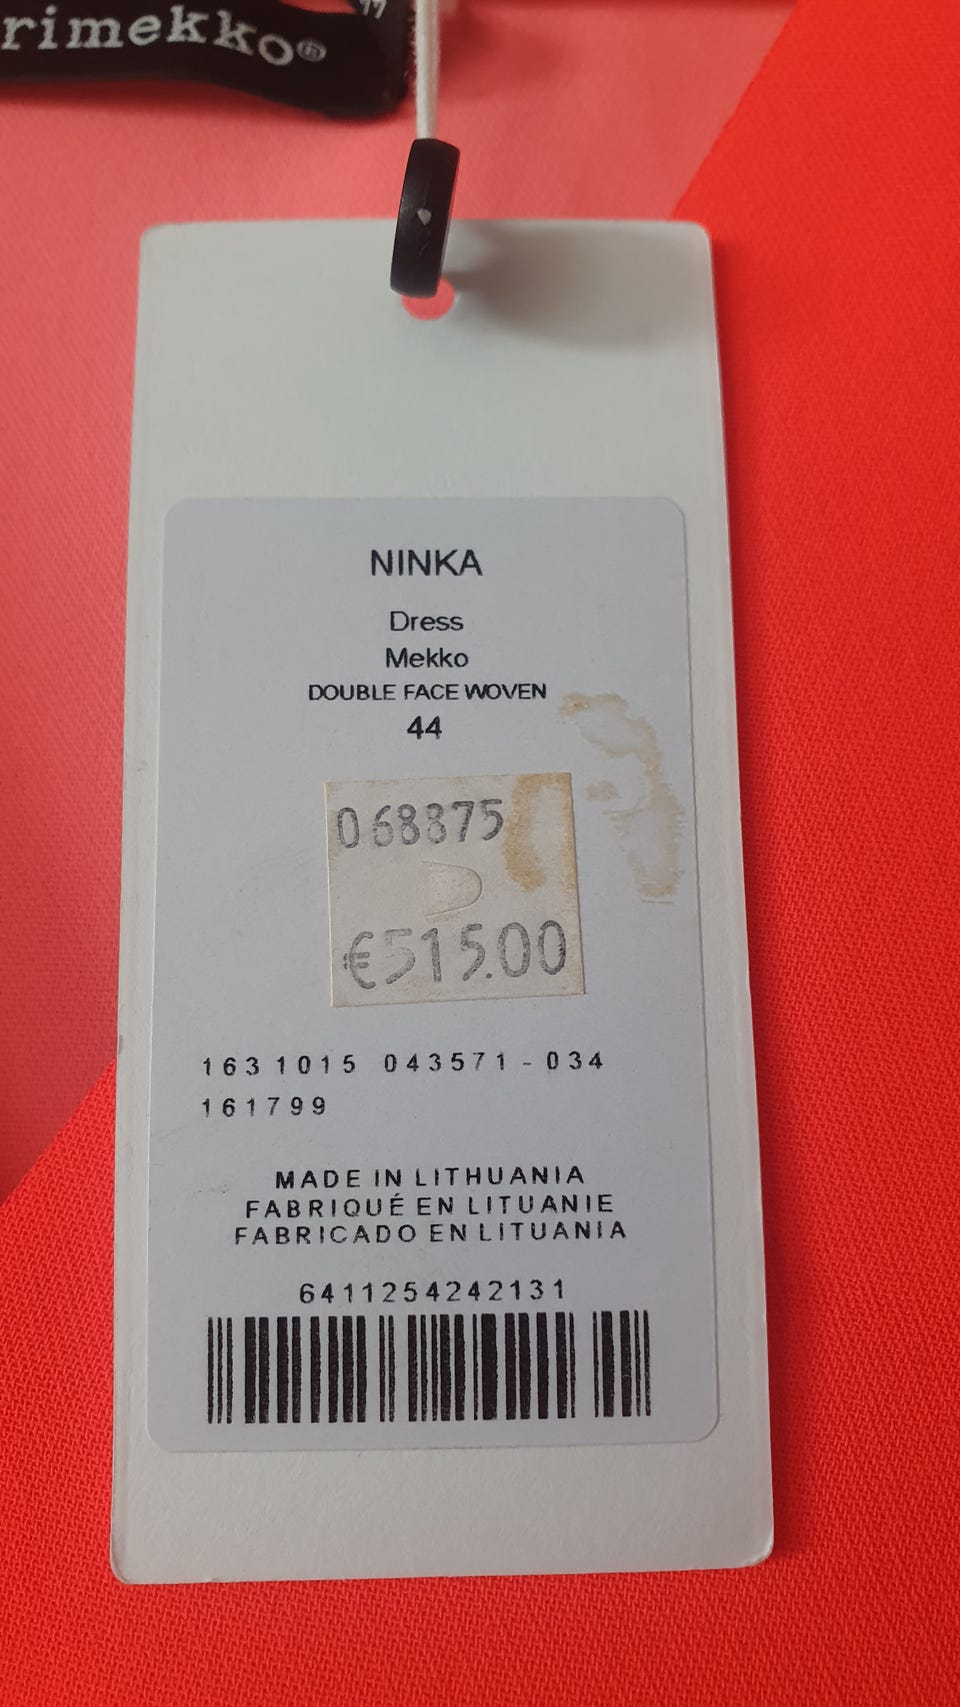 rimekko®
NINKA
Dress
Mekko
DOUBLE FACE WOVEN
44
068875
€515.00
1631015 043571-034
161799
MADE IN LITHUANIA
FABRIQUÉ EN LITUANIE
FABRICADO EN LITUANIA
6411254242131